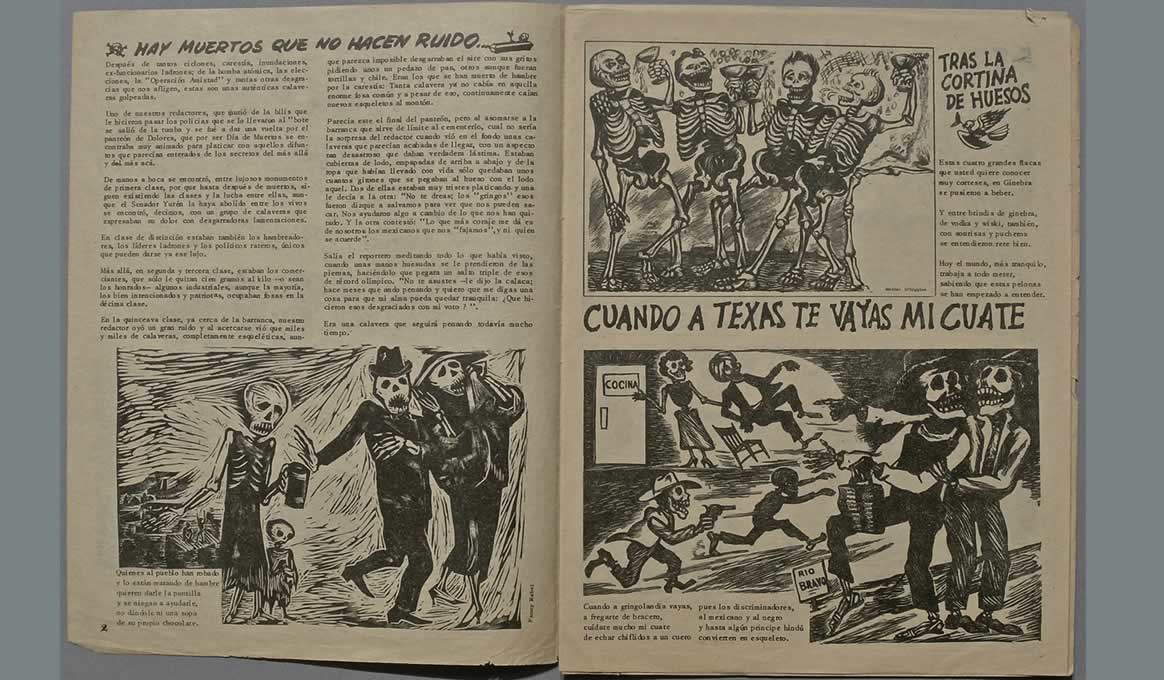 HAY MUERTOS QUE NO HACEN RUIDO...
Después de tantos ciclones, carestía, inundaciones,
ex-funcionarios ladrones; de la bomba atómica, las elec-
ciones, la "Operación Amistad" y tantas otras desgra-
cias que nos afligen, estas son unas auténticas calave-
ras golpeadas.
Uno de nuestros redactores, que murió de la bilis que
le hicieron pasar los policías que se lo llevaron al "bote
se salió de la tumba y se fué a dar una vuelta por el
panteón de Dolores, que por ser Día de Muertos se en-
contraba muy animado para platicar con aquellos difun-
tos que parecían enterados de los secretos del más allá
y del más acá.
De manos a boca se encontró, entre lujosos monumentos
de primera clase, por que hasta después de muertos, si-
guen existiendo las clases y la lucha entre ellas, aun-
que el Senador Yurén la haya abolido entre los vivos
se encontró, decimos, con un grupo de calaveras que
expresaban su dolor con desgarradoras lamentaciones.
En clase de distinción estaban también los hambreado-
res, los líderes ladrones y los políticos rateros, únicos
que pueden darse ya ese lujo.
Más allá, en segunda y tercera clase, estaban los comer-
ciantes, que sólo le quitan cien gramos al kilo --o sean
los honrados-- algunos industriales, aunque la mayoría,
los bien intencionados y patriotas, ocupaban fosas en la
décima clase.
En la quinceava clase, ya cerca de la barranca, nuestro
redactor oyó un gran ruido y al acercarse vió que miles
y miles de calaveras, completamente esqueléticas, aun-
que parezca imposible desgarraban el aire con sus gritos
pidiendo unos un pedazo de pan, otros aunque fueran
tortillas y chile. Eran los que se han muerto de hambre
por la carestía: Tanta calavera ya no cabía en aquella
enorme fosa común y a pesar de eso, continuamente caían
nuevos esqueletos al montón.
Parecía este el final del panteón, pero al asomarse a la
barranca que sirve de límite al cementerio, cual no sería
la sorpresa del redactor cuando vió en el fondo unas ca-
laveras que parecían acabadas de llegar, con un aspecto
tan desastroso que daban verdadera lástima. Estaban
cubiertas de lodo, empapadas de arriba a abajo y de la
ropa que habían llevado con vida sólo quedaban unos
cuantos girones que se pegaban al hueso con el lodo
aquel. Dos de ellas estaban muy tristes platicando y una
le decía a la otra: "No te creas; los "gringos" esos
fueron dizque a salvarnos para ver que nos pueden sa-
car. Nos ayudaron algo a cambio de lo que nos han qui-
tado. Y la otra contestó: "Lo que más coraje me dá es
de nosotros los mexicanos que nos "fajamos", y ni quien
se acuerde".
Salía el reportero meditando todo lo que había visto,
cuando unas manos huesudas se le prendieron de las
piernas, haciéndolo que pegara un salto triple de esos
de récord olímpico. "No te asustes --le dijo la calaca;
hace meses que ando penando y quiero que me digas una
cosa para que mi alma pueda quedar tranquila: ¿Que hi-
cieron esos desgraciados con mi voto ? ".
Era una calavera que seguirá penando todavía mucho
tiempo.
Quienes al pueblo han robado
y lo están matando de hambre
quieren darle la puntilla
y se niegan a ayudarle,
no dándole ni una sopa
de su propio chocolate.
Fanny Rabel
2
TRAS LA
CORTINA
DE HUESOS
Estas cuatro grandes flacas
que usted quiere conocer
muy corteses, en Ginebra
se pusieron a beber.
Y entre brindis de ginebra,
de vodka y wiski, también,
con sonrisas y pucheros
se entendieron rete bien.
Hoy el mundo, más tranquilo,
trabaja a todo meter,
sabiendo que estas pelonas
se han empezado a entender.
CUANDO A TEXAS TE VAYAS MI CUATE
COCINA
RIO
BRAVO
Cuando a gringolandia vayas,
a fregarte de bracero,
cuídate mucho mi cuate
de echar chiflidos a un cuero
pues los discriminadores,
al mexicano y al negro
y hasta algún príncipe hindú
convierten en esqueleto.